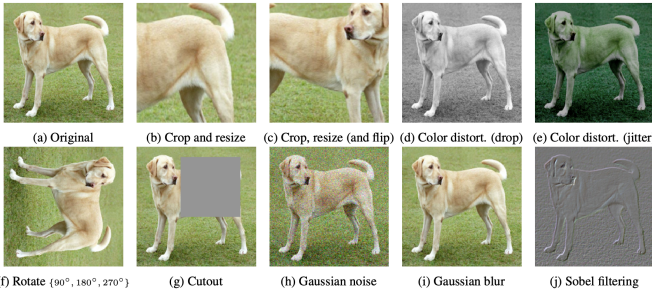 (a) Original
(b) Crop and resize
(c) Crop, resize (and flip)
(d) Color distort. (drop)
(e) Color distort. (jitter
(f) Rotate {90°, 180°, 270°}
(g) Cutout
(h) Gaussian noise
(i) Gaussian blur
(j) Sobel filtering